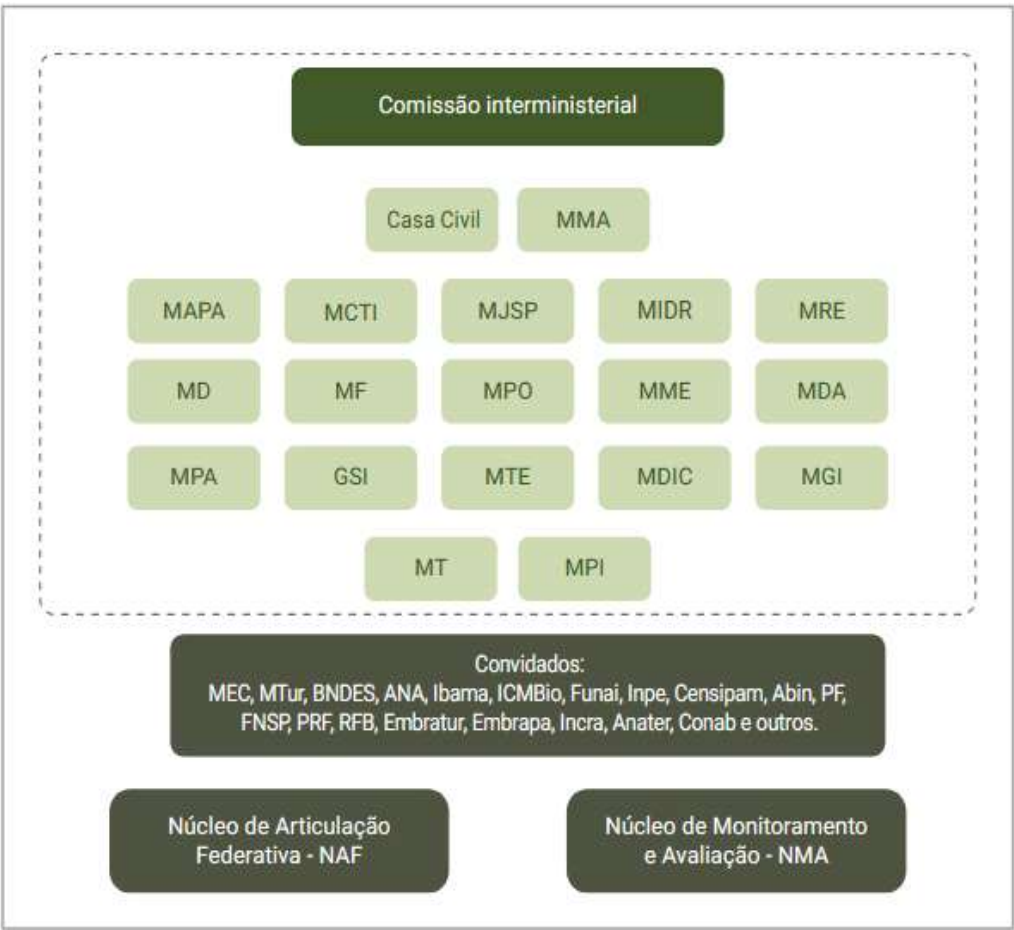 Comissão interministerial
Casa Civil MMA
MAPA MCTI MJSP MIDR MRE
MD MF MPO MME MDA
MPA GSI MTE MDIC MGI
MT MPI
Convidados:
MEC, MTur, BNDES, ANA, Ibama, ICMBio, Funai, Inpe, Censipam, Abin, PF,
FNSP, PRF, RFB, Embratur, Embrapa, Incra, Anater, Conab e outros.
Núcleo de Articulação
Federativa - NAF
Núcleo de Monitoramento
e Avaliação - NMA